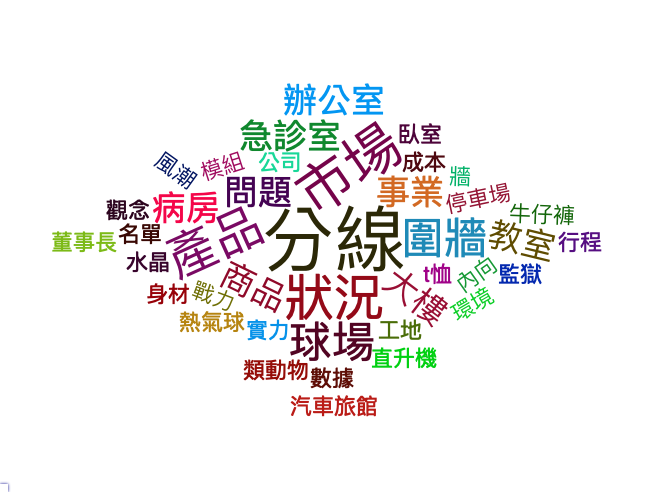 辦公室
急診室
市場
臥室
風潮
模組
公司
成本
牆
問題
事業
停車場
觀念
病房
牛仔褲
董事長
名單
產品
分線
圍牆
教室
行程
水晶
商品
狀況
t恤
大樓
內向
監獄
身材
戰力
環境
熱氣球
實力
球場
工地
直升機
類動物
數據
汽車旅館